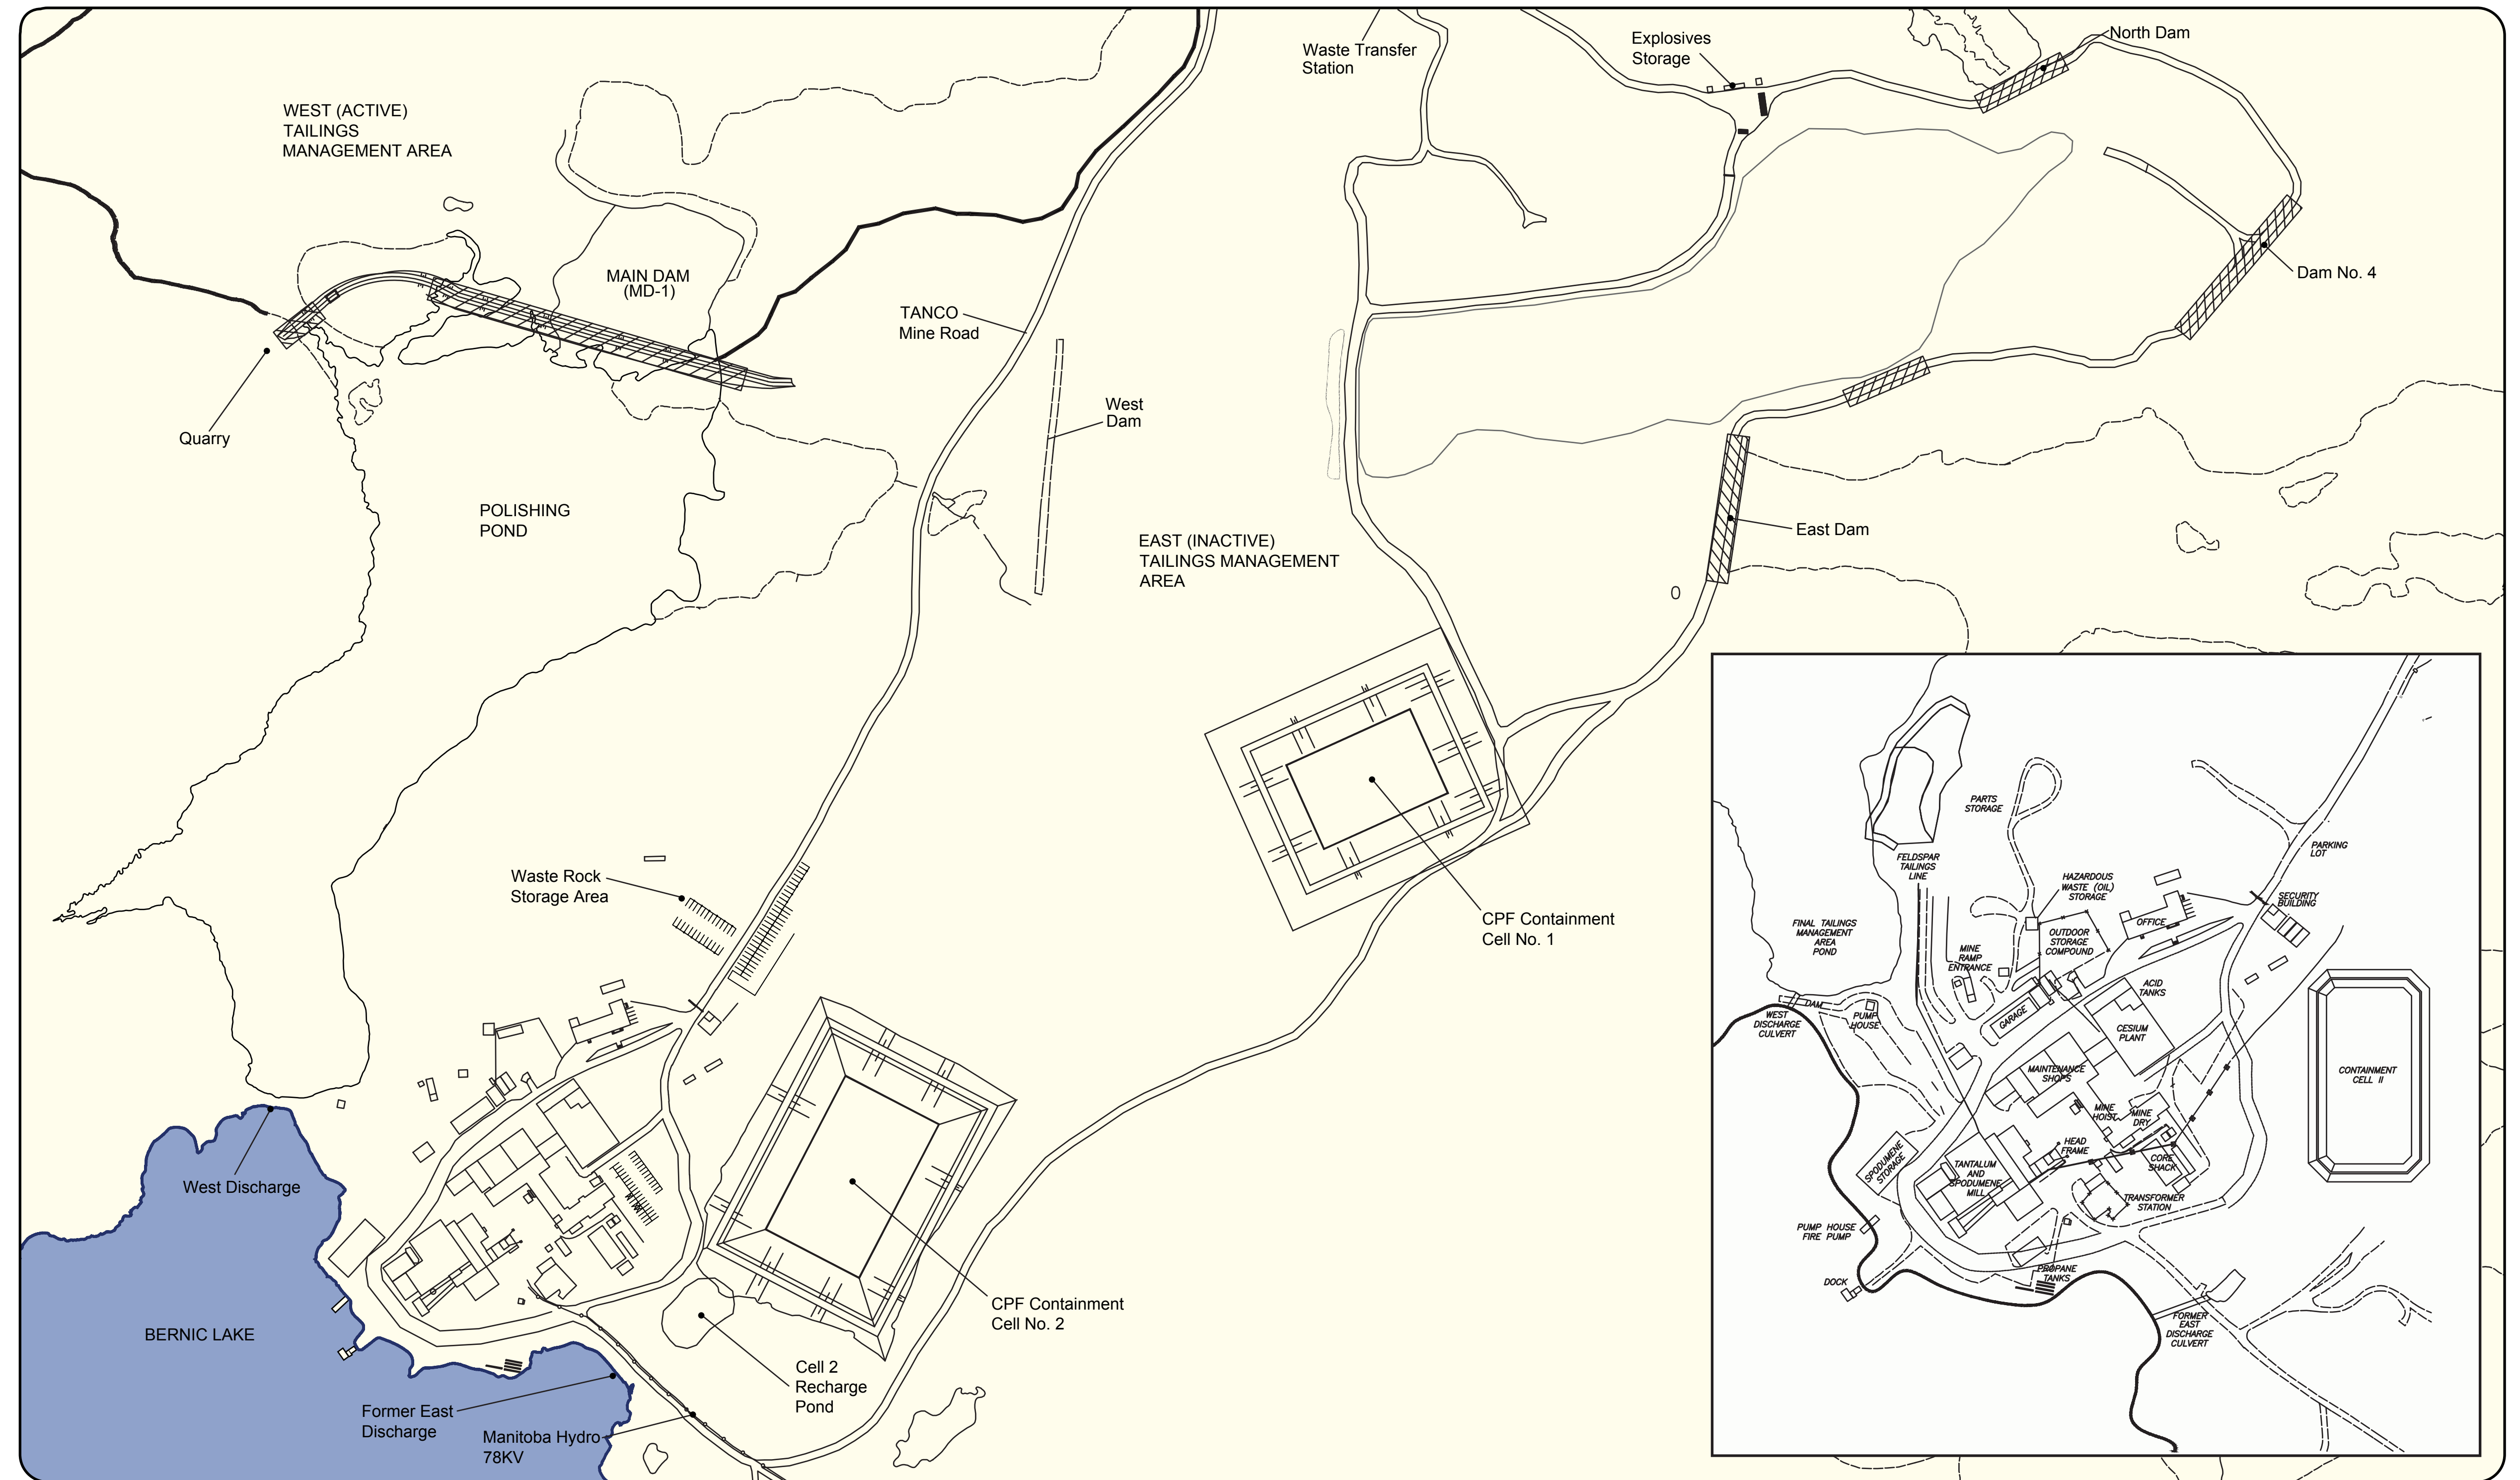 Waste Transfer
Station
Explosives
Storage
North Dam
WEST (ACTIVE)
TAILINGS
MANAGEMENT AREA
MAIN DAM
(MD-1)
Dam No. 4
TANCO
Mine Road
West
Dam
Quarry
POLISHING
POND
East Dam
EAST (INACTIVE)
TAILINGS MANAGEMENT
AREA
Waste Rock
Storage Area
CPF Containment
Cell No. 1
West Discharge
CPF Containment
Cell No. 2
BERNIC LAKE
Cell 2
Recharge
Pond
Former East
Discharge
Manitoba Hydro
78KV
PARTS
STORAGE
PARKING
LOT
FELDSPAR
TAILINGS
LINE
HAZARDOUS
WASTE (OIL)
STORAGE
SECURITY
BUILDING
FINAL TAILINGS
MANAGEMENT
AREA
POND
OFFICE
OUTDOOR
STORAGE
COMPOUND
MINE
RAMP
ENTRANCE
ACID
TANKS
DAM
WEST
DISCHARGE
CULVERT
PUMP
HOUSE
GARAGE
CESIUM
PLANT
MAINTENANCE
SHOPS
CONTAINMENT
CELL II
MINE
HOIST
MINE
DRY
HEAD
FRAME
CORE
SHACK
SPODUMENE
STORAGE
TANTALUM
AND
SPODUMENE
MILL
TRANSFORMER
STATION
PUMP HOUSE
FIRE PUMP
DOCK
PROPANE
TANKS
FORMER
EAST
DISCHARGE
CULVERT